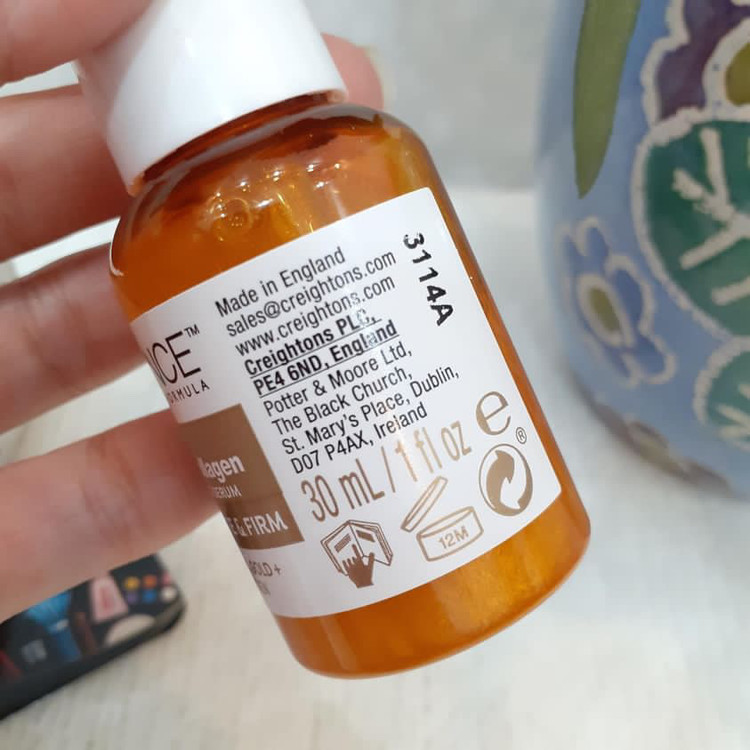 Made in England
sales@creightons.com
www.creightons.com
Creightons PLC,
PE4 6ND, England
Potter & Moore Ltd,
The Black Church,
St. Mary's Place, Dublin,
D07 P4AX, Ireland
30 mL / 1 fl oz e
12M
®
3114A
NCE™
ORMULA
llagen
SERUM
E & FIRM
GOLD +